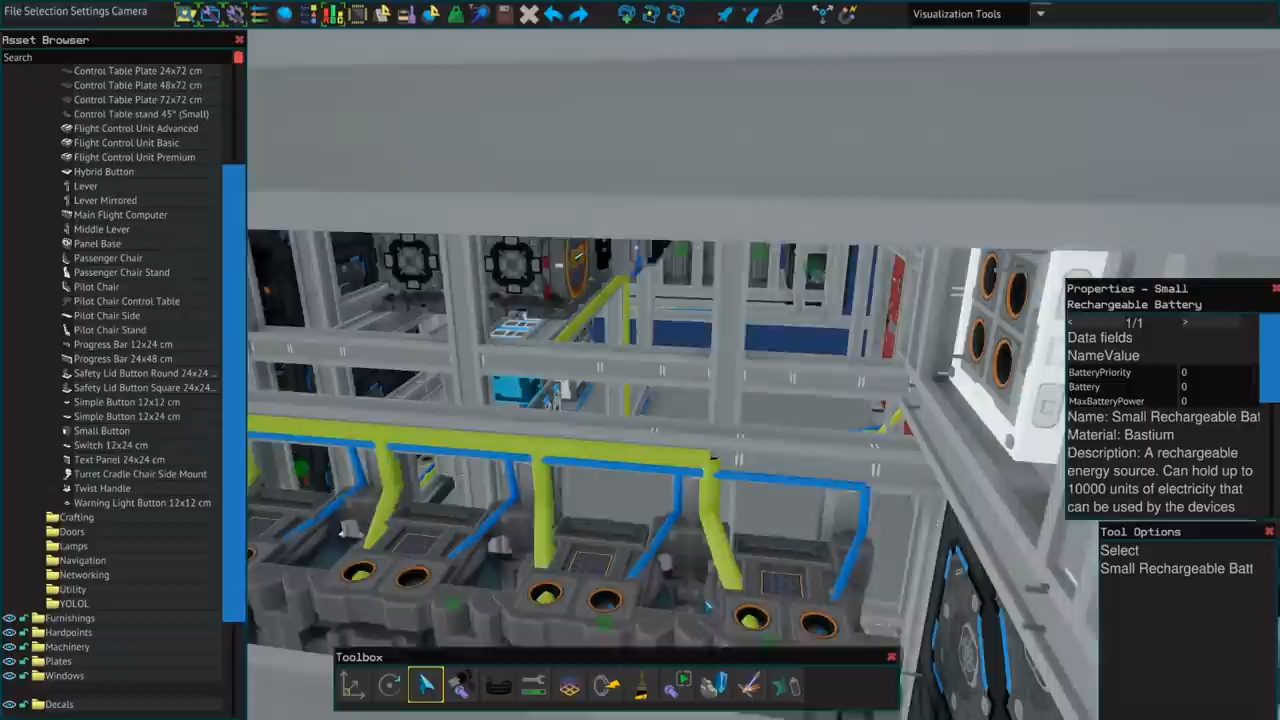 File Selection Settings Camera
Visualization Tools
Asset Browser
Search
Control Table Plate 24x72 cm
Control Table Plate 48x72 cm
Control Table Plate 72x72 cm
Control Table stand 45° (Small)
Flight Control Unit Advanced
Flight Control Unit Basic
Flight Control Unit Premium
Hybrid Button
Lever
Lever Mirrored
Main Flight Computer
Middle Lever
Panel Base
Passenger Chair
Passenger Chair Stand
Pilot Chair
Pilot Chair Control Table
Pilot Chair Side
Pilot Chair Stand
Progress Bar 12x24 cm
Progress Bar 24x48 cm
Safety Lid Button Round 24x24 ...
Safety Lid Button Square 24x24...
Simple Button 12x12 cm
Simple Button 12x24 cm
Small Button
Switch 12x24 cm
Text Panel 24x24 cm
Turret Cradle Chair Side Mount
Twist Handle
Warning Light Button 12x12 cm
Crafting
Doors
Lamps
Navigation
Networking
Utility
YOLOL
Furnishings
Hardpoints
Machinery
Plates
Windows
Decals
Properties - Small
Rechargeable Battery
< 1/1 >
Data fields
NameValue
BatteryPriority 0
Battery 0
MaxBatteryPower 0
Name: Small Rechargeable Bat
Material: Bastium
Description: A rechargeable
energy source. Can hold up to
10000 units of electricity that
can be used by the devices
Tool Options
Select
Small Rechargeable Batt
Toolbox